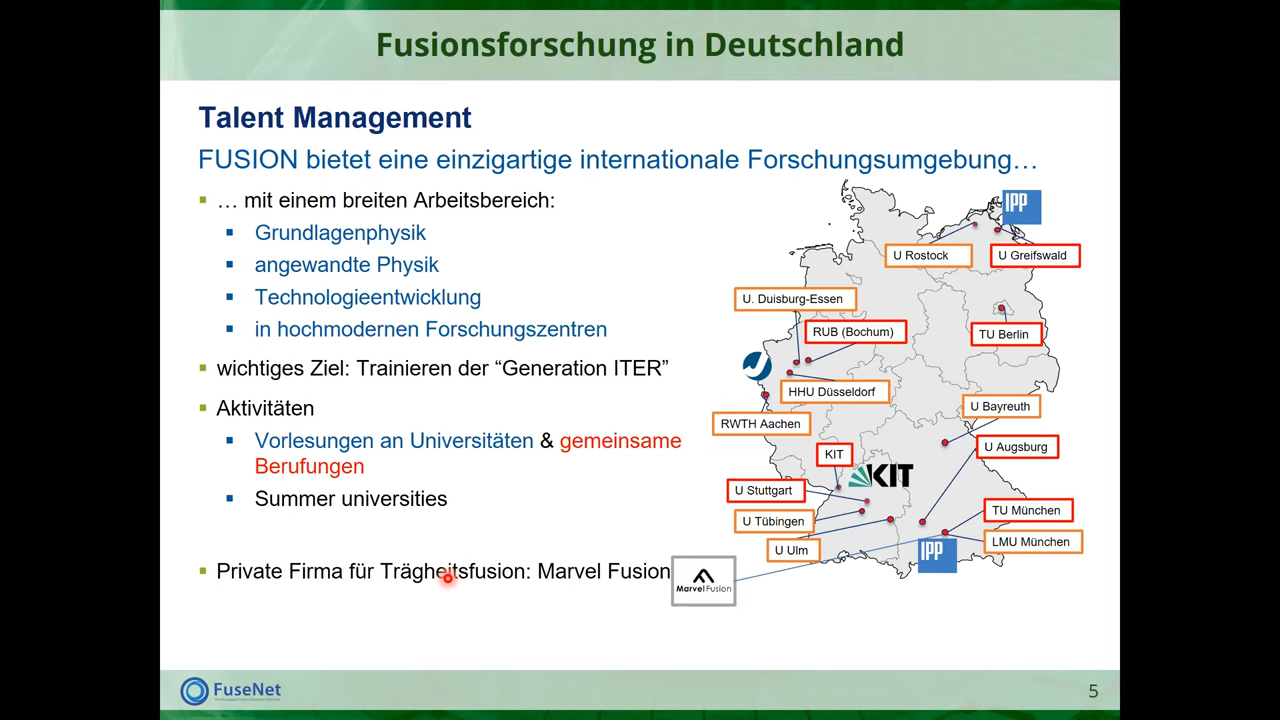 Fusionsforschung in Deutschland
Talent Management
FUSION bietet eine einzigartige internationale Forschungsumgebung…
… mit einem breiten Arbeitsbereich:
Grundlagenphysik
angewandte Physik
Technologieentwicklung
in hochmodernen Forschungszentren
wichtiges Ziel: Trainieren der “Generation ITER”
Aktivitäten
Vorlesungen an Universitäten & gemeinsame
Berufungen
Summer universities
Private Firma für Trägheitsfusion: Marvel Fusion
IPP
U Rostock
U Greifswald
U. Duisburg-Essen
RUB (Bochum)
TU Berlin
J
HHU Düsseldorf
U Bayreuth
RWTH Aachen
U Augsburg
KIT
KIT
U Stuttgart
TU München
U Tübingen
LMU München
U Ulm
IPP
MarvelFusion
FuseNet
5